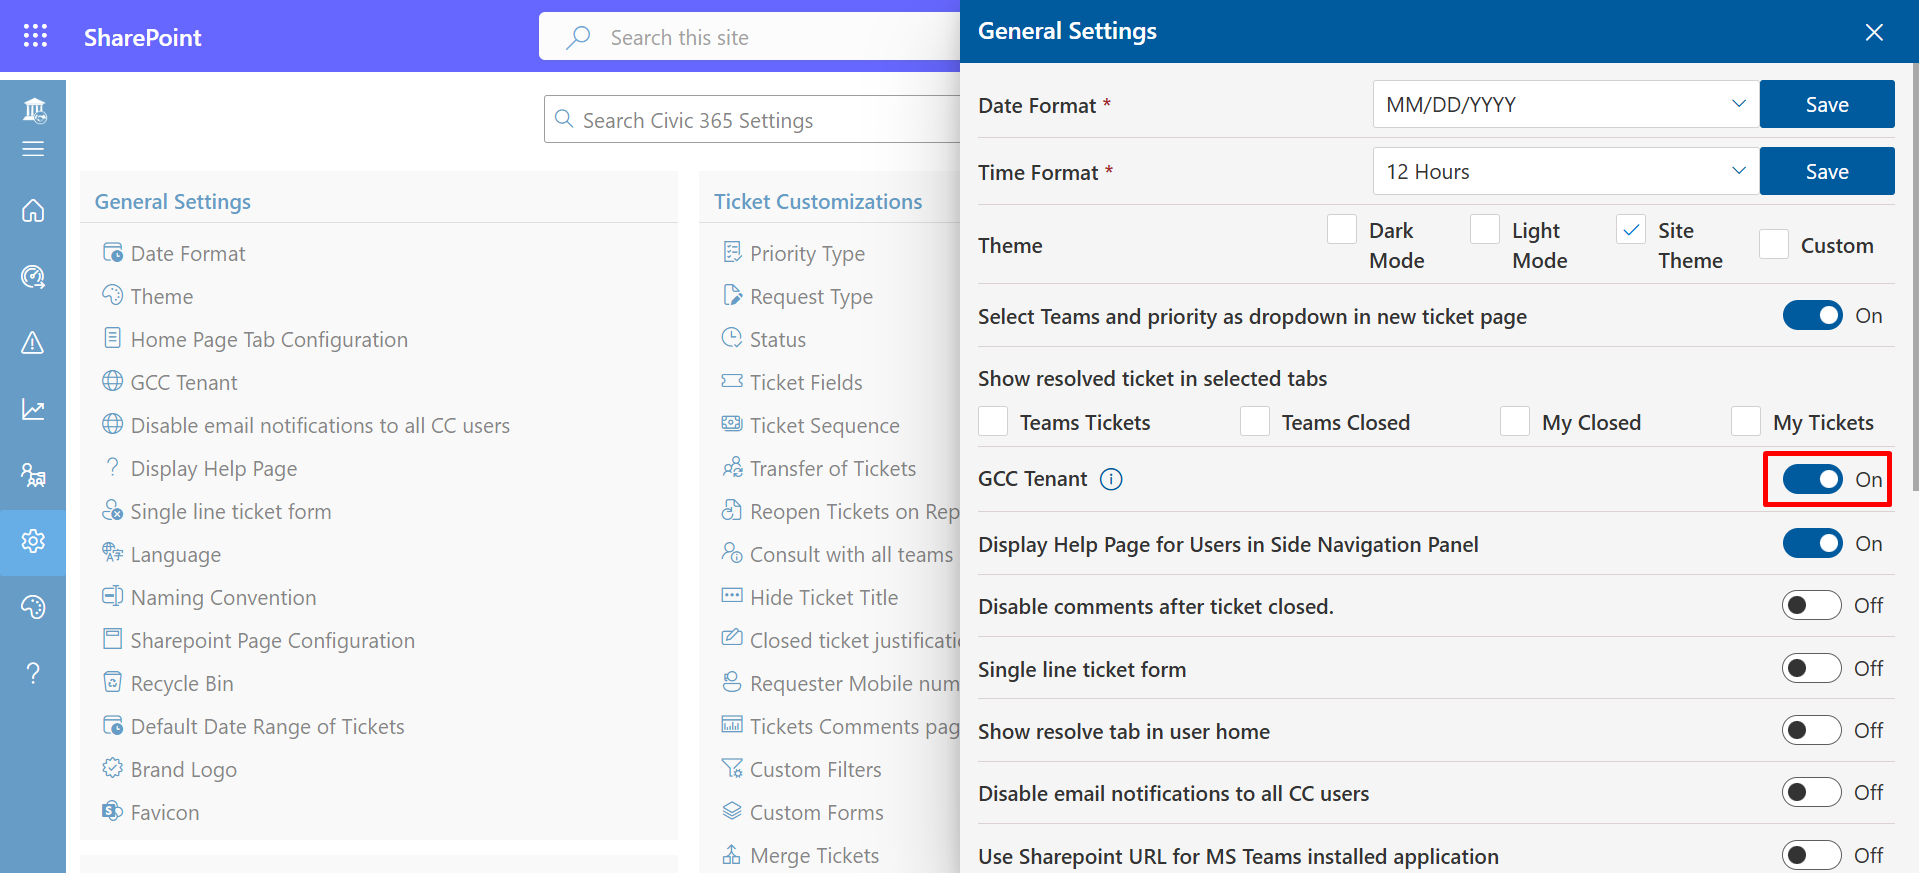 SharePoint
Search this site
Search Civic 365 Settings
General Settings
Date Format
Theme
Home Page Tab Configuration
GCC Tenant
Disable email notifications to all CC users
Display Help Page
Single line ticket form
Language
Naming Convention
Sharepoint Page Configuration
Recycle Bin
Default Date Range of Tickets
Brand Logo
Favicon
Ticket Customizations
Priority Type
Request Type
Status
Ticket Fields
Ticket Sequence
Transfer of Tickets
Reopen Tickets on Rep
Consult with all teams
Hide Ticket Title
Closed ticket justificati
Requester Mobile num
Tickets Comments pag
Custom Filters
Custom Forms
Merge Tickets
General Settings
Date Format * MM/DD/YYYY Save
Time Format * 12 Hours Save
Theme Dark Mode Light Mode Site Theme Custom
Select Teams and priority as dropdown in new ticket page On
Show resolved ticket in selected tabs
Teams Tickets Teams Closed My Closed My Tickets
GCC Tenant On
Display Help Page for Users in Side Navigation Panel On
Disable comments after ticket closed. Off
Single line ticket form Off
Show resolve tab in user home Off
Disable email notifications to all CC users Off
Use Sharepoint URL for MS Teams installed application Off